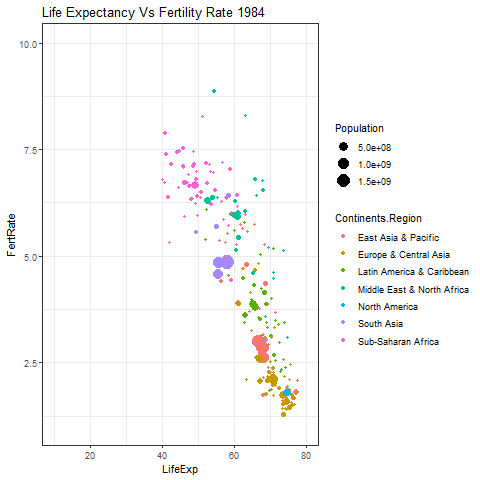 Life Expectancy Vs Fertility Rate 1984
10.0
7.5
5.0
2.5
FertRate
20
40
60
80
LifeExp
Population
5.0e+08
1.0e+09
1.5e+09
Continents.Region
East Asia & Pacific
Europe & Central Asia
Latin America & Caribbean
Middle East & North Africa
North America
South Asia
Sub-Saharan Africa